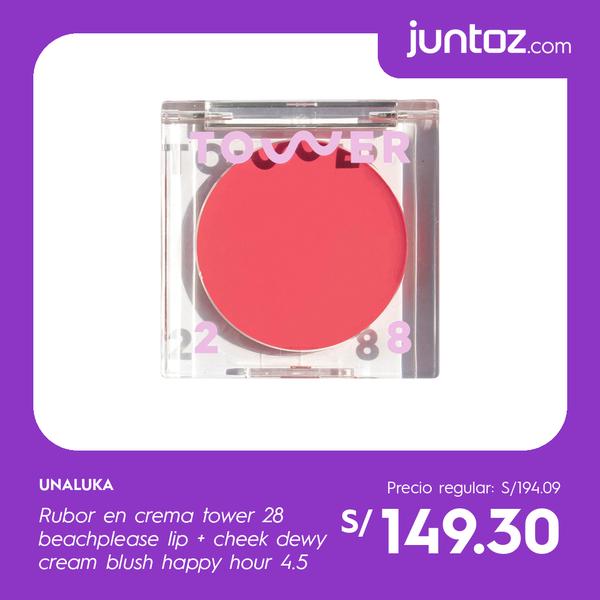 juntoz.com
TOWER
2 8
UNALUKA
Rubor en crema tower 28
beachplease lip + cheek dewy
cream blush happy hour 4.5
Precio regular: S/194.09
S/ 149.30